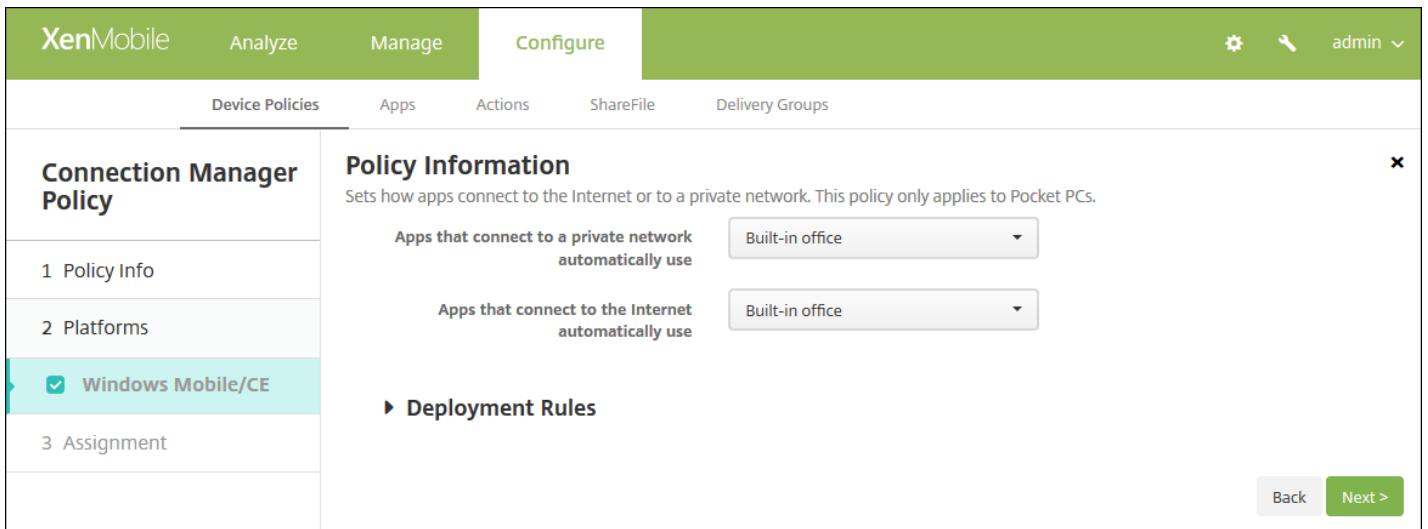 XenMobile Analyze Manage Configure admin
Device Policies Apps Actions ShareFile Delivery Groups
Connection Manager
Policy
1 Policy Info
2 Platforms
Windows Mobile/CE
3 Assignment
Policy Information
Sets how apps connect to the Internet or to a private network. This policy only applies to Pocket PCs.
Apps that connect to a private network
automatically use
Built-in office
Apps that connect to the Internet
automatically use
Built-in office
Deployment Rules
Back Next >